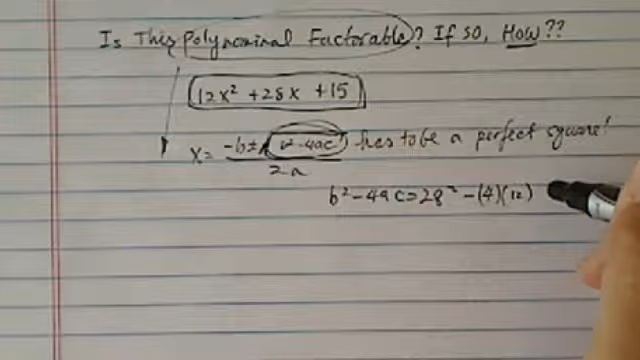 Is This Polynominal Factorable? If so, How??
12x² +28x +15
x= -b±√b²-4ac / 2a has to be a perfect square!
b²-4ac=28²-(4)(12)